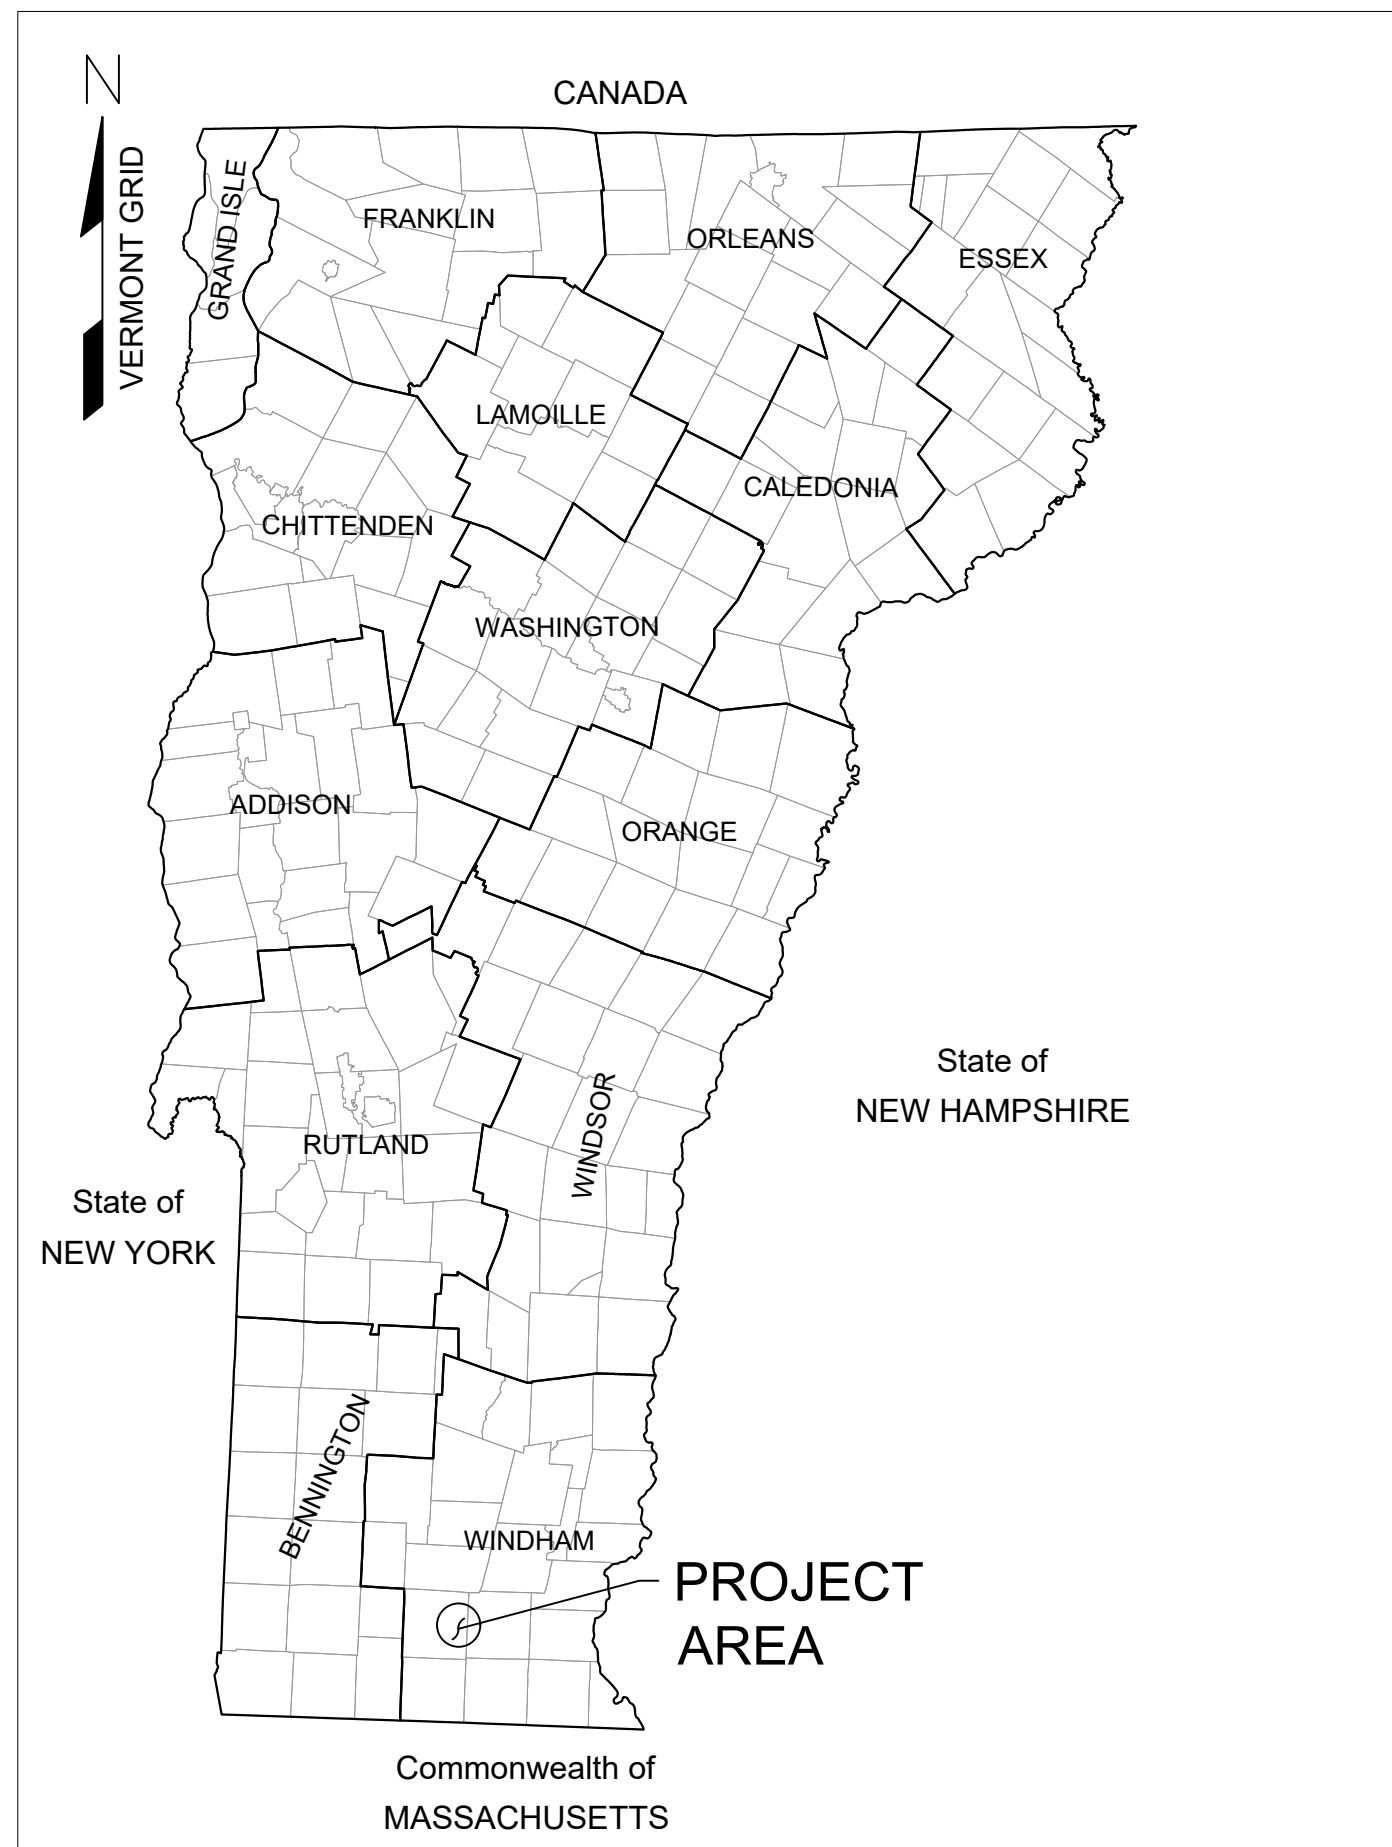 N
VERMONT GRID
CANADA
GRAND ISLE
FRANKLIN
ORLEANS
ESSEX
LAMOILLE
CALEDONIA
CHITTENDEN
WASHINGTON
ADDISON
ORANGE
State of
NEW HAMPSHIRE
WINDSOR
RUTLAND
State of
NEW YORK
BENNINGTON
WINDHAM
PROJECT
AREA
Commonwealth of
MASSACHUSETTS